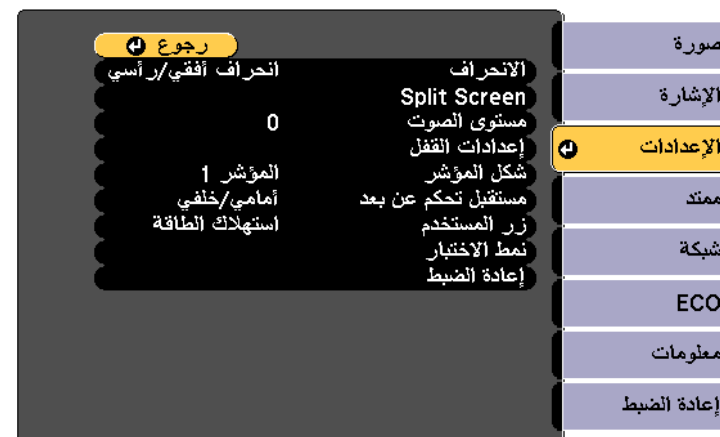 صورة
الإشارة
الإعدادات
ممتد
شبكة
ECO
معلومات
إعادة الضبط
رجوع
الانحراف انحراف أفقي/رأسي
Split Screen
مستوى الصوت 0
إعدادات القفل
شكل المؤشر المؤشر 1
مستقبل تحكم عن بعد أمامي/خلفي
زر المستخدم استهلاك الطاقة
نمط الاختبار
إعادة الضبط